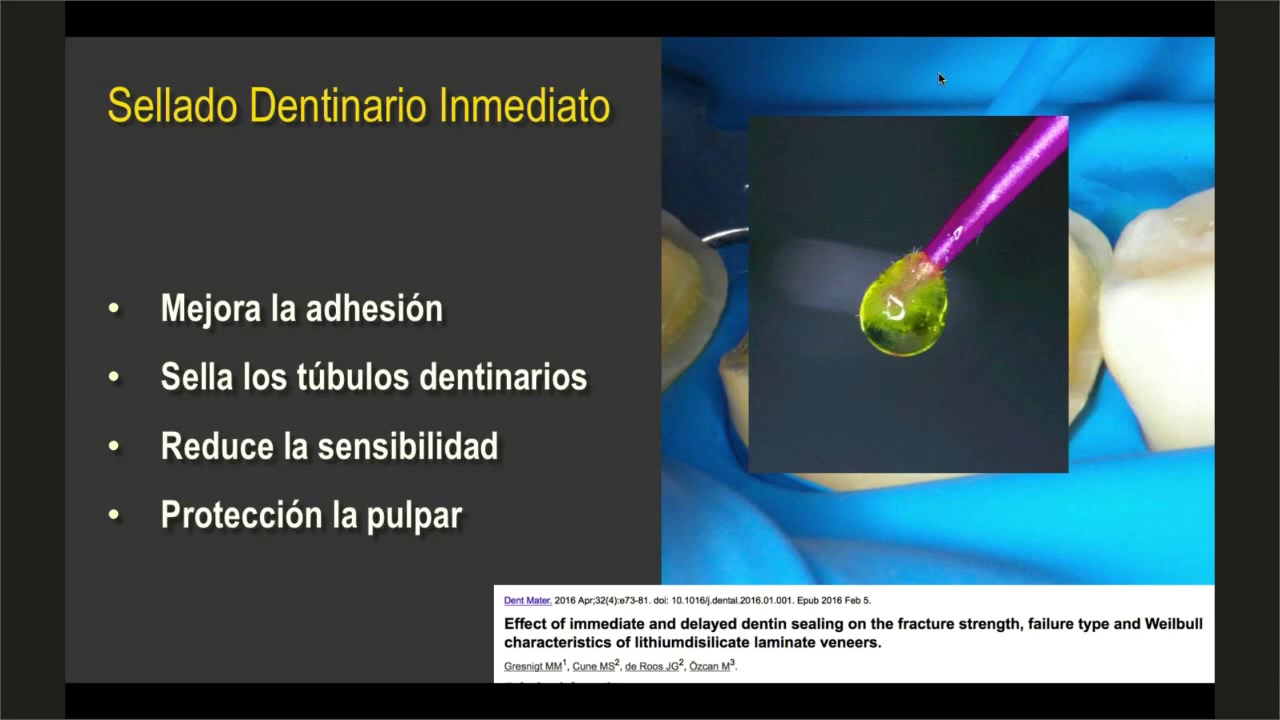 Sellado Dentinario Inmediato
• Mejora la adhesión
• Sella los túbulos dentinarios
• Reduce la sensibilidad
• Protección la pulpar
Dent Mater. 2016 Apr;32(4):e73-81. doi: 10.1016/j.dental.2016.01.001. Epub 2016 Feb 5.
Effect of immediate and delayed dentin sealing on the fracture strength, failure type and Weilbull
characteristics of lithiumdisilicate laminate veneers.
Gresnigt MM1, Cune MS2, de Roos JG2, Özcan M3.